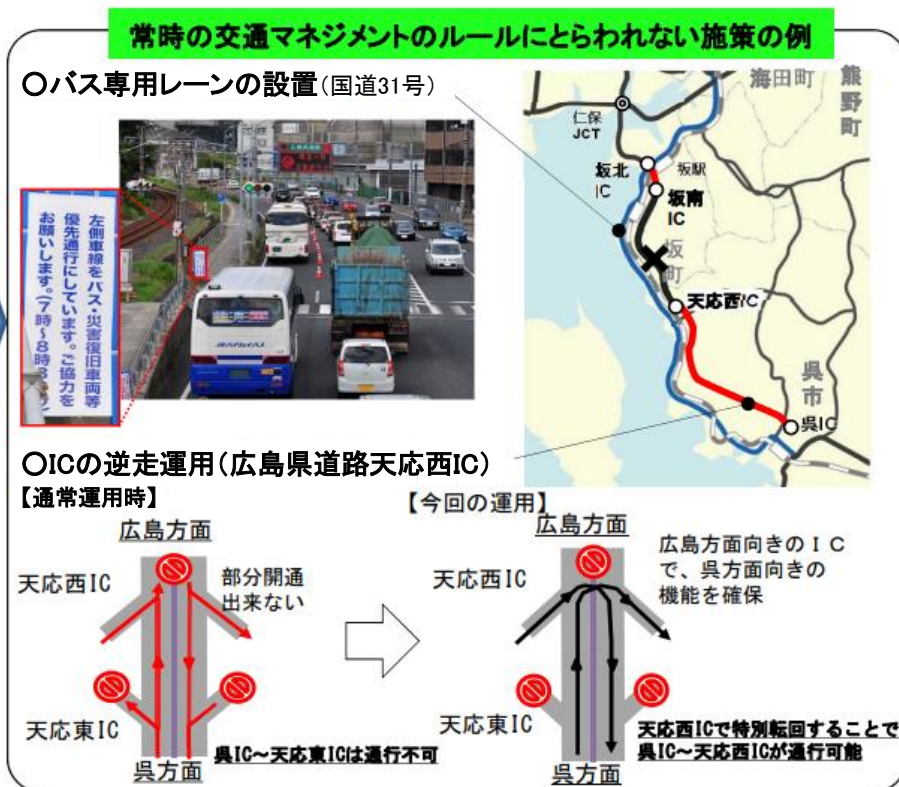 常時の交通マネジメントのルールにとらわれない施策の例
○バス専用レーンの設置(国道31号)
左側車線をバス・災害復旧車両等
優先通行にしています。ご協力を
お願いします。(7時~8時
海田町
熊野町
仁保
JCT
坂北
IC
坂駅
坂南
IC
坂町
天応西IC
呉市
呉IC
○ICの逆走運用(広島県道路天応西IC)
【通常運用時】
広島方面
天応西IC
部分開通
出来ない
天応東IC
呉IC~天応東ICは通行不可
呉方面
【今回の運用】
広島方面
天応西IC
広島方面向きのIC
で、呉方面向きの
機能を確保
天応東IC
天応西ICで特別転回することで
呉IC~天応西ICが通行可能
呉方面